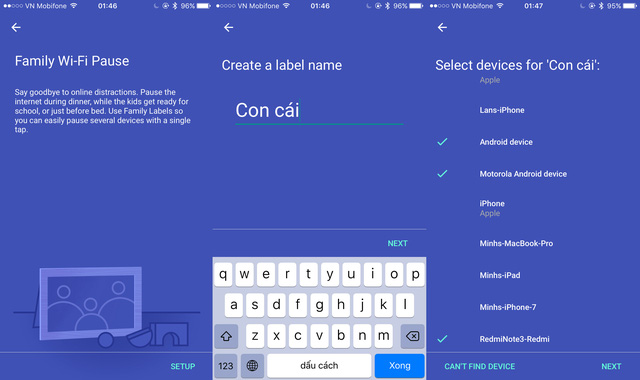 VN Mobifone 01:46 96%
Family Wi-Fi Pause
Say goodbye to online distractions. Pause the
internet during dinner, while the kids get ready for
school, or just before bed. Use Family Labels so
you can easily pause several devices with a single
tap.
SETUP
VN Mobifone 01:46 96%
Create a label name
Con cái
NEXT
q w e r t y u i o p
a s d f g h j k l
z x c v b n m
123 dấu cách Xong
VN Mobifone 01:47 95%
Select devices for 'Con cái':
Apple
Lans-iPhone
Android device
Motorola Android device
iPhone
Apple
Minhs-MacBook-Pro
Minhs-iPad
Minhs-iPhone-7
RedmiNote3-Redmi
CAN'T FIND DEVICE NEXT